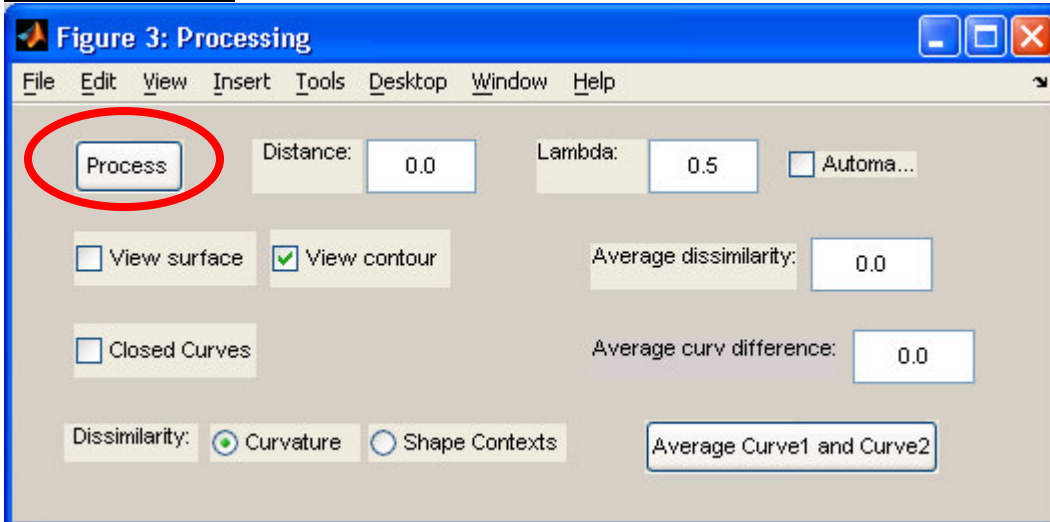 Figure 3: Processing
File Edit View Insert Tools Desktop Window Help
Process Distance: 0.0 Lambda: 0.5 Automa...
View surface View contour Average dissimilarity: 0.0
Closed Curves Average curv difference: 0.0
Dissimilarity: Curvature Shape Contexts Average Curve1 and Curve2